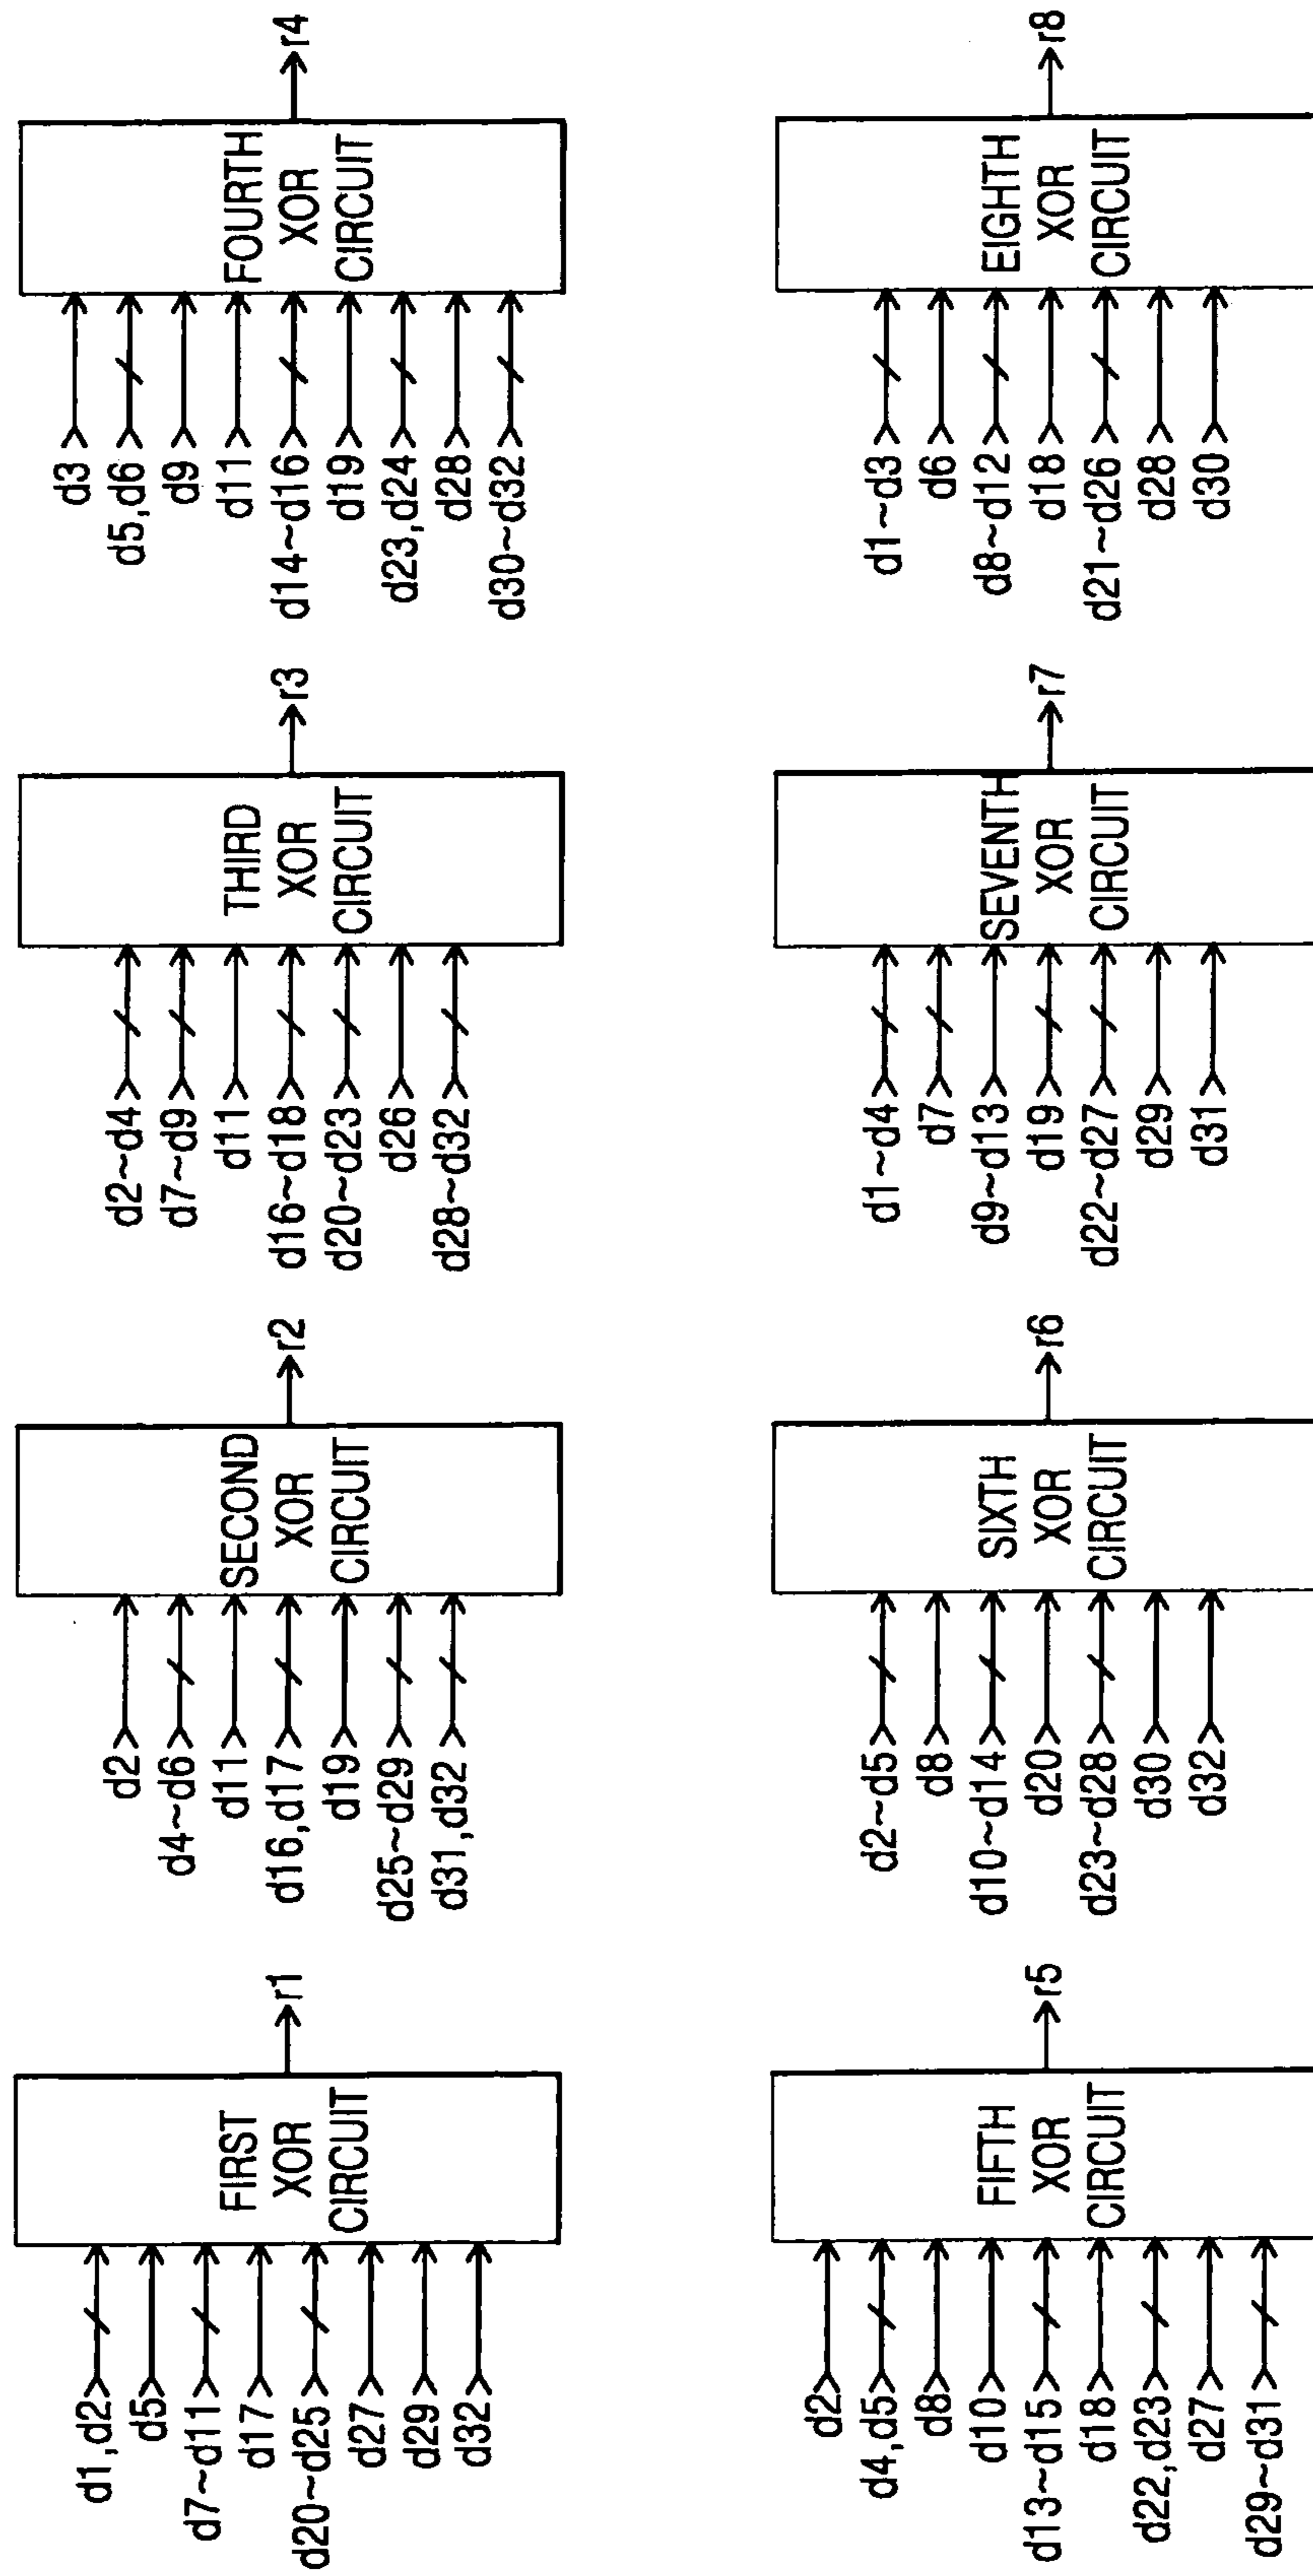 d1,d2
d5
d7~d11
d17
d20~d25
d27
d29
d32
FIRST
XOR
CIRCUIT
r1
d2
d4~d6
d11
d16,d17
d19
d25~d29
d31,d32
SECOND
XOR
CIRCUIT
r2
d2~d4
d7~d9
d11
d16~d18
d20~d23
d26
d28~d32
THIRD
XOR
CIRCUIT
r3
d3
d5,d6
d9
d11
d14~d16
d19
d23,d24
d28
d30~d32
FOURTH
XOR
CIRCUIT
r4
d2
d4,d5
d8
d10
d13~d15
d18
d22,d23
d27
d29~d31
FIFTH
XOR
CIRCUIT
r5
d2~d5
d8
d10~d14
d20
d23~d28
d30
d32
SIXTH
XOR
CIRCUIT
r6
d1~d4
d7
d9~d13
d19
d22~d27
d29
d31
SEVENTH
XOR
CIRCUIT
r7
d1~d3
d6
d8~d12
d18
d21~d26
d28
d30
EIGHTH
XOR
CIRCUIT
r8